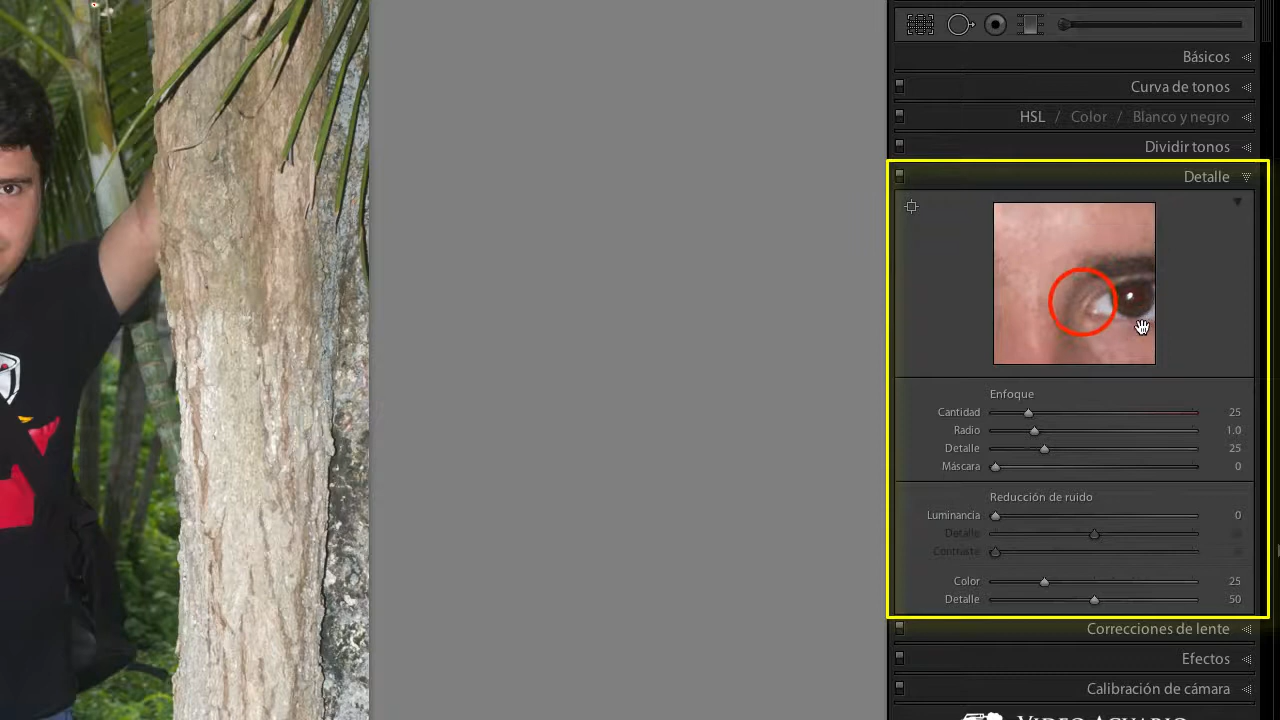 Básicos
Curva de tonos
HSL / Color / Blanco y negro
Dividir tonos
Detalle
Enfoque
Cantidad 25
Radio 1.0
Detalle 25
Máscara 0
Reducción de ruido
Luminancia 0
Detalle
Contraste
Color 25
Detalle 50
Correcciones de lente
Efectos
Calibración de cámara
VIDEO ACUARIO